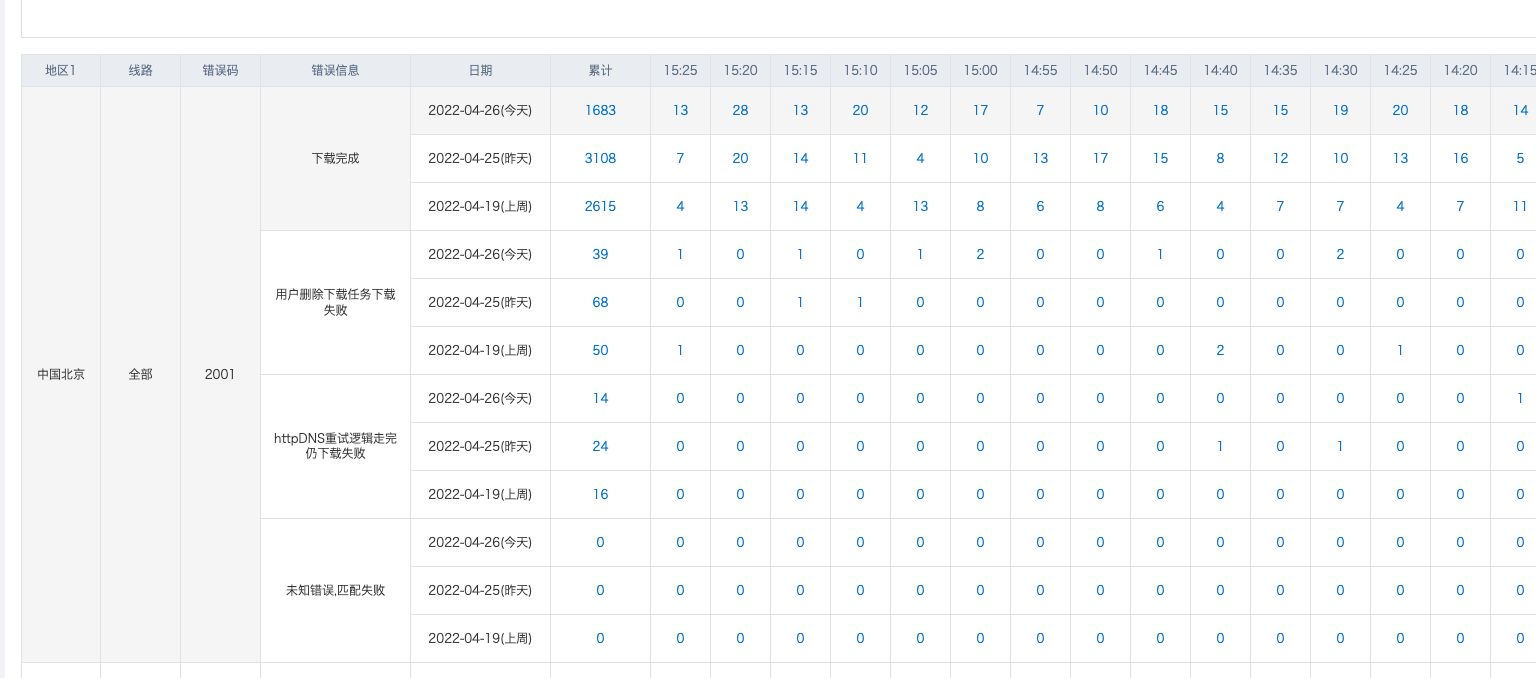 地区1 线路 错误码 错误信息 日期 累计 15:25 15:20 15:15 15:10 15:05 15:00 14:55 14:50 14:45 14:40 14:35 14:30 14:25 14:20 14:15
中国北京 全部 2001
下载完成
2022-04-26(今天) 1683 13 28 13 20 12 17 7 10 18 15 15 19 20 18 14
2022-04-25(昨天) 3108 7 20 14 11 4 10 13 17 15 8 12 10 13 16 5
2022-04-19(上周) 2615 4 13 14 4 13 8 6 8 6 4 7 7 4 7 11
用户删除下载任务下载
失败
2022-04-26(今天) 39 1 0 1 0 1 2 0 0 1 0 0 2 0 0 0
2022-04-25(昨天) 68 0 0 1 1 0 0 0 0 0 0 0 0 0 0 0
2022-04-19(上周) 50 1 0 0 0 0 0 0 0 0 2 0 0 1 0 0
httpDNS重试逻辑走完
仍下载失败
2022-04-26(今天) 14 0 0 0 0 0 0 0 0 0 0 0 0 0 0 1
2022-04-25(昨天) 24 0 0 0 0 0 0 0 0 0 1 0 1 0 0 0
2022-04-19(上周) 16 0 0 0 0 0 0 0 0 0 0 0 0 0 0 0
未知错误,匹配失败
2022-04-26(今天) 0 0 0 0 0 0 0 0 0 0 0 0 0 0 0 0
2022-04-25(昨天) 0 0 0 0 0 0 0 0 0 0 0 0 0 0 0 0
2022-04-19(上周) 0 0 0 0 0 0 0 0 0 0 0 0 0 0 0 0